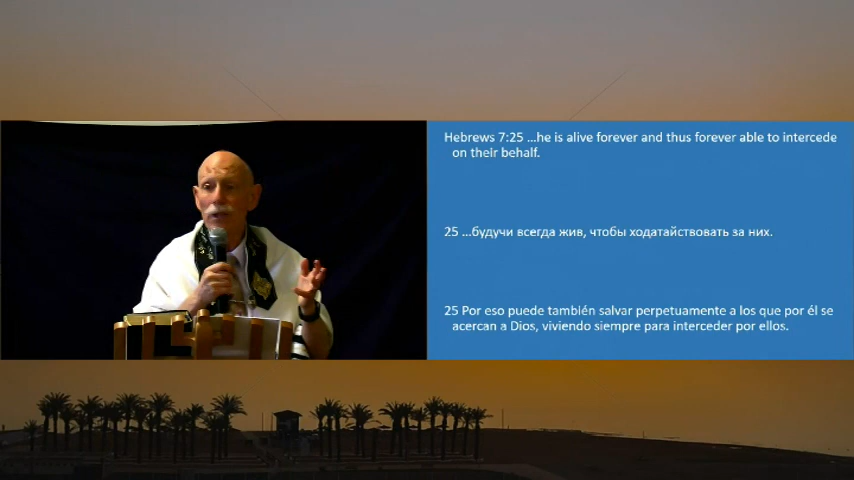 Hebrews 7:25 ...he is alive forever and thus forever able to intercede
on their behalf.
25 ...будучи всегда жив, чтобы ходатайствовать за них.
25 Por eso puede también salvar perpetuamente a los que por él se
acercan a Dios, viviendo siempre para interceder por ellos.